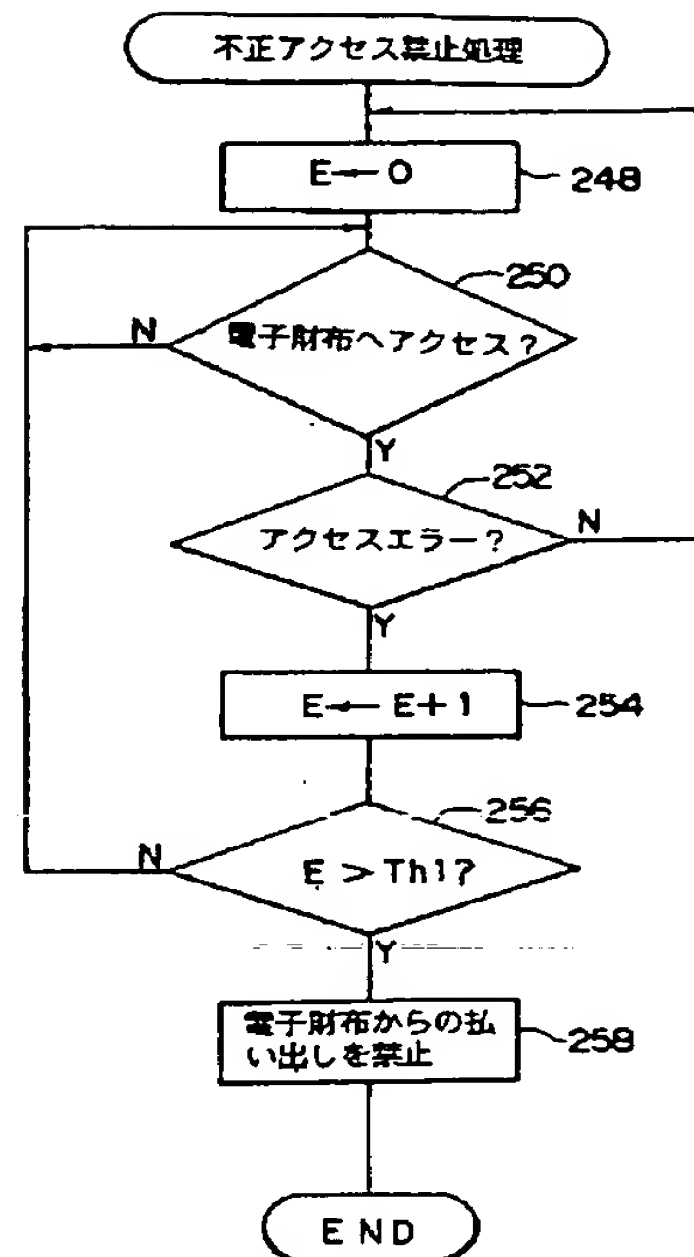 不正アクセス禁止処理
E← 0
248
250
電子財布へアクセス?
N
Y
252
アクセスエラー?
N
Y
E← E+1
254
256
E > Th1?
N
Y
電子財布からの払
い出しを禁止
258
END